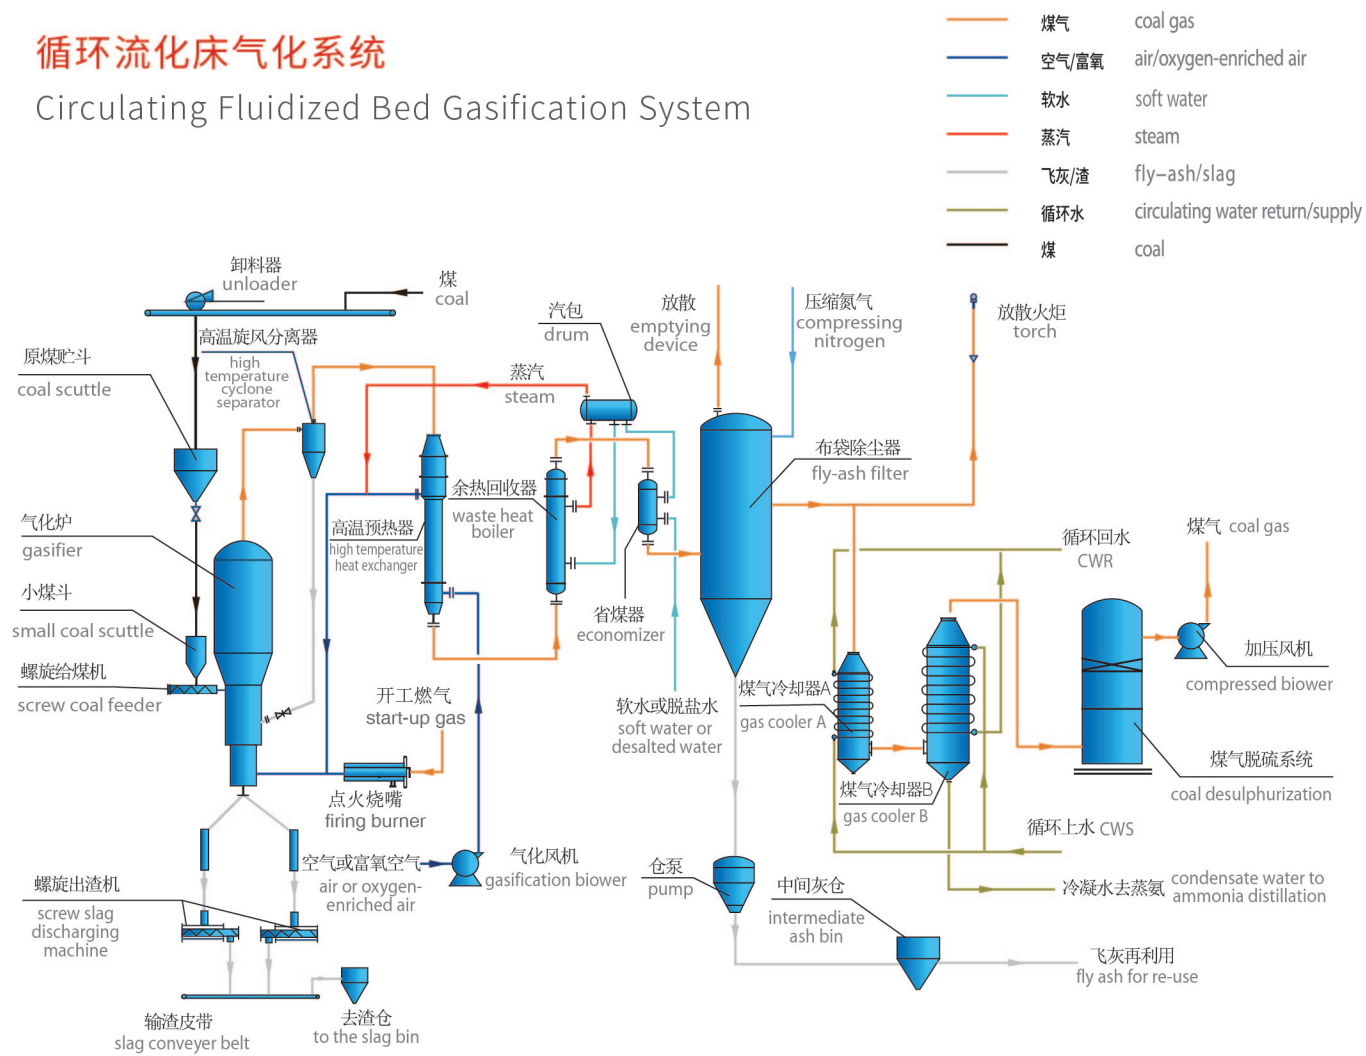 循环流化床气化系统
Circulating Fluidized Bed Gasification System
煤气 coal gas
空气/富氧 air/oxygen-enriched air
软水 soft water
蒸汽 steam
飞灰/渣 fly-ash/slag
循环水 circulating water return/supply
煤 coal
卸料器
unloader
煤
coal
高温旋风分离器
high
temperature
cyclone
separator
原煤贮斗
coal scuttle
气化炉
gasifier
小煤斗
small coal scuttle
螺旋给煤机
screw coal feeder
蒸汽
steam
汽包
drum
高温预热器
high temperature
heat exchanger
余热回收器
waste heat
boiler
省煤器
economizer
放散
emptying
device
压缩氮气
compressing
nitrogen
放散火炬
torch
布袋除尘器
fly-ash filter
循环回水
CWR
煤气 coal gas
加压风机
compressed biower
煤气脱硫系统
coal desulphurization
开工燃气
start-up gas
点火烧嘴
firing burner
软水或脱盐水
soft water or
desalted water
煤气冷却器A
gas cooler A
煤气冷却器B
gas cooler B
循环上水 CWS
空气或富氧空气
air or oxygen-
enriched air
气化风机
gasification biower
仓泵
pump
中间灰仓
intermediate
ash bin
冷凝水去蒸氨
condensate water to
ammonia distillation
飞灰再利用
fly ash for re-use
螺旋出渣机
screw slag
discharging
machine
输渣皮带
slag conveyer belt
去渣仓
to the slag bin